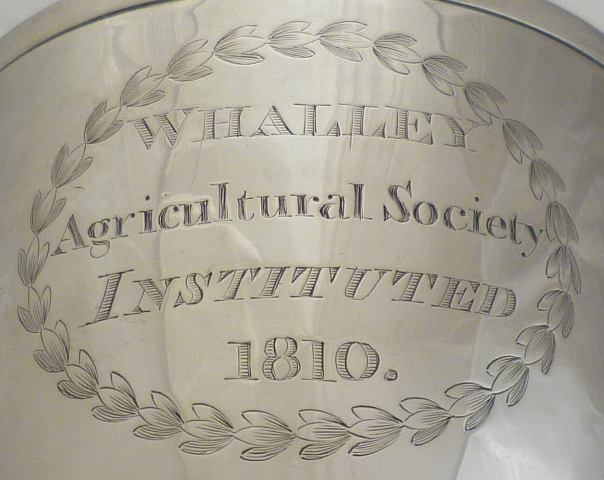 WHALLEY
Agricultural Society
INSTITUTED
1810.